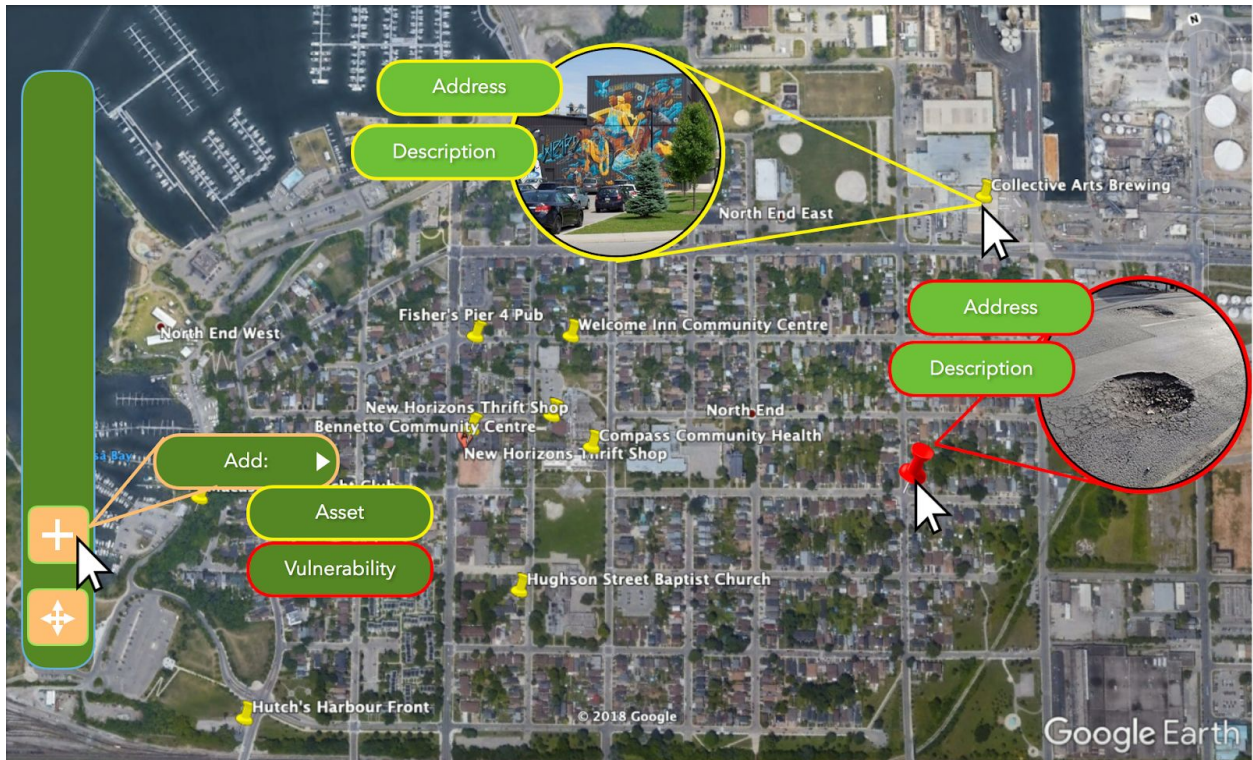 N
Address
Description
Collective Arts Brewing
North End East
Address
Fisher's Pier 4 Pub
Welcome Inn Community Centre
North End West
Description
New Horizons Thrift Shop
North End
Bennetto Community Centre
Compass Community Health
New Horizons Thrift Shop
Add:
Bay
Asset
Vulnerability
Hughson Street Baptist Church
Hutch's Harbour Front
© 2018 Google
Google Earth